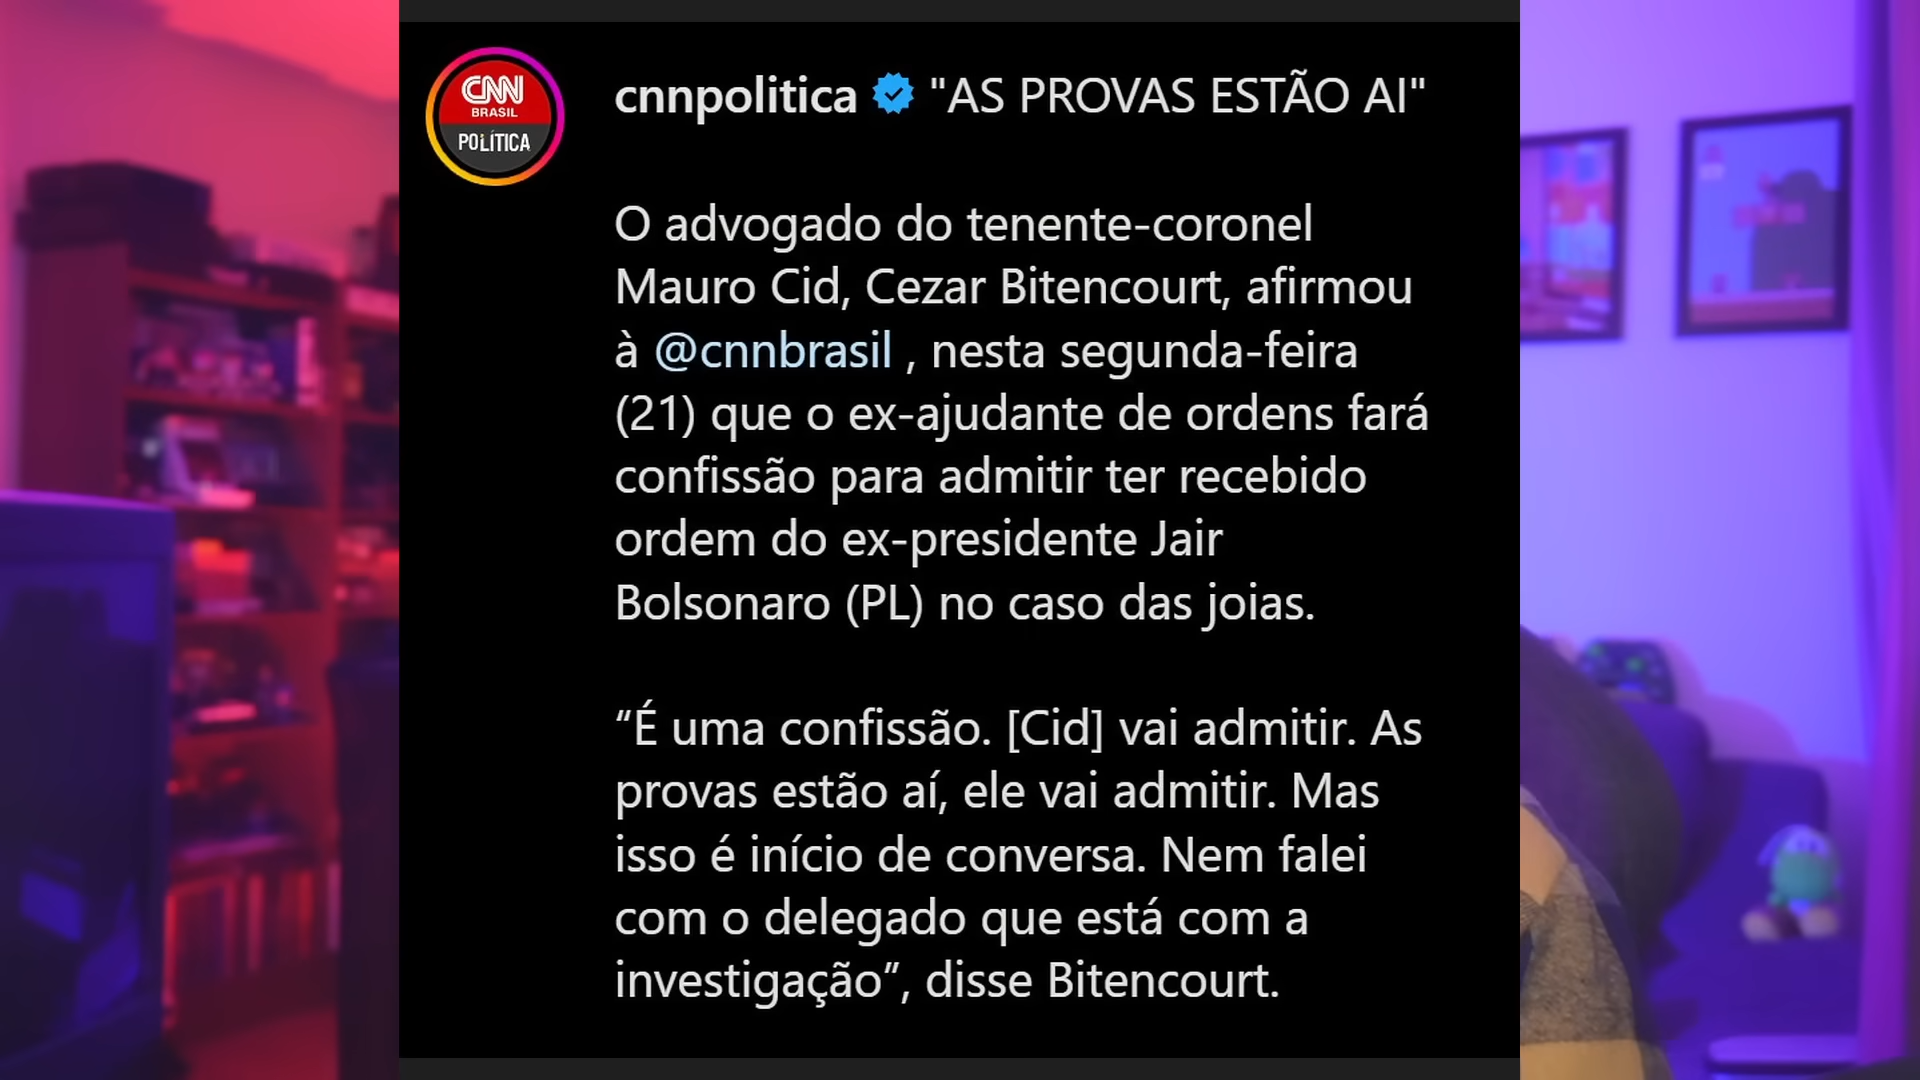 CNN
BRASIL
POLÍTICA
cnnpolitica "AS PROVAS ESTÃO AI"
O advogado do tenente-coronel
Mauro Cid, Cezar Bitencourt, afirmou
à @cnnbrasil , nesta segunda-feira
(21) que o ex-ajudante de ordens fará
confissão para admitir ter recebido
ordem do ex-presidente Jair
Bolsonaro (PL) no caso das joias.
“É uma confissão. [Cid] vai admitir. As
provas estão aí, ele vai admitir. Mas
isso é início de conversa. Nem falei
com o delegado que está com a
investigação”, disse Bitencourt.